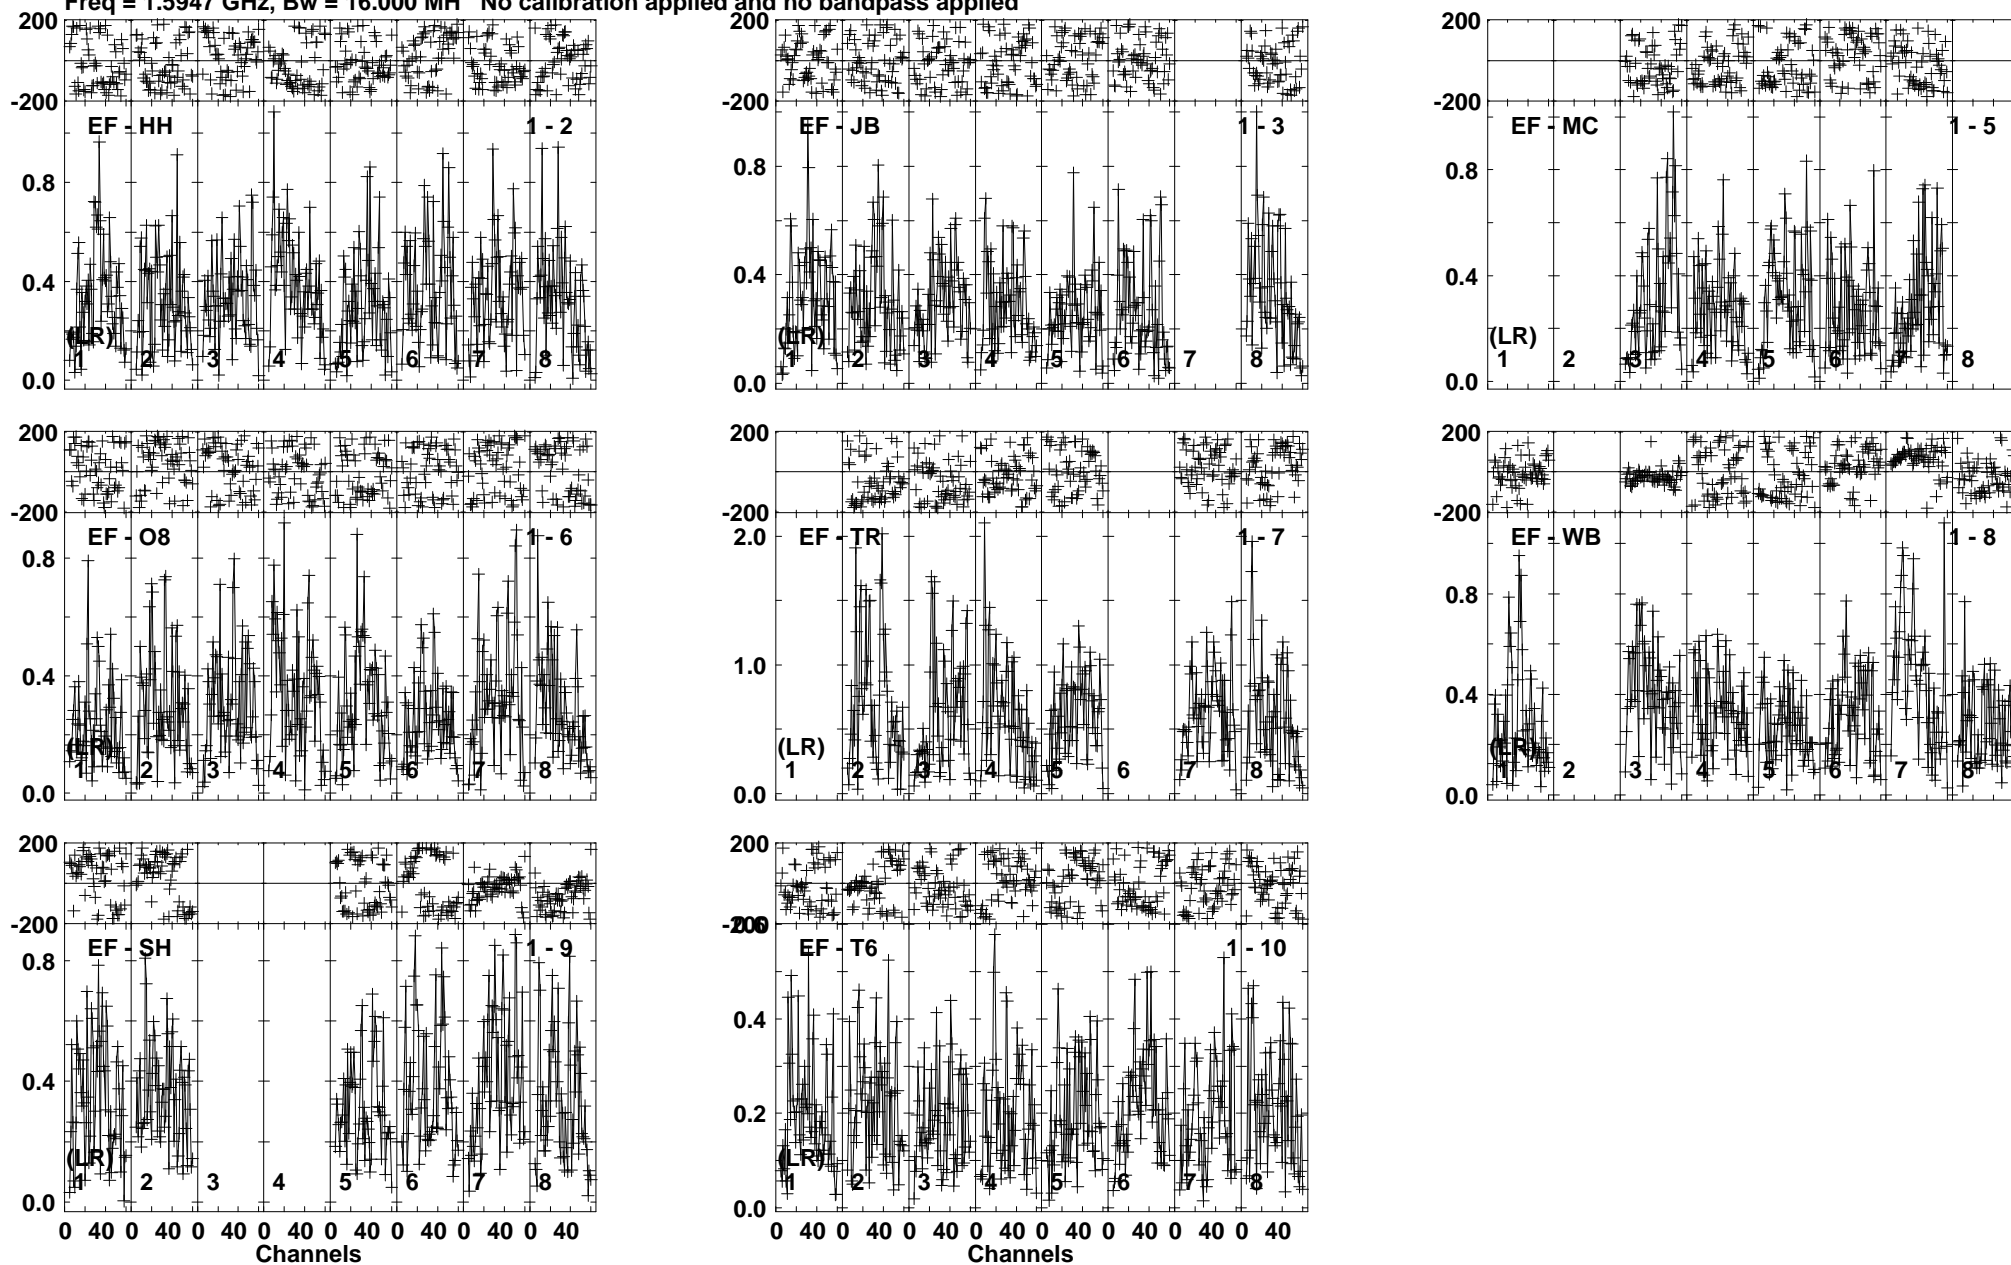 Freq = 1.5947 GHz, Bw = 16.000 MH No calibration applied and no bandpass applied
200 200 200
-200 -200 -200
EF - HH 1 - 2 EF - JB 1 - 3 EF - MC 1 - 5
0.8 0.8 0.8
0.4 0.4 0.4
(LR) (LR) (LR)
1 2 3 4 5 6 7 8 1 2 3 4 5 6 7 8 1 2 3 4 5 6 7 8
0.0 0.0 0.0
200 200 200
-200 -200 -200
EF - O8 1 - 6 EF - TR 1 - 7 EF - WB 1 - 8
0.8 2.0 0.8
0.4 1.0 0.4
(LR) (LR) (LR)
1 2 3 4 5 6 7 8 1 2 3 4 5 6 7 8 1 2 3 4 5 6 7 8
0.0 0.0 0.0
200 200
-200 -200 0.6
EF - SH 1 - 9 EF - T6 1 - 10
0.8 0.4
0.4 0.2
(LR) (LR)
1 2 3 4 5 6 7 8 1 2 3 4 5 6 7 8
0.0 0.0
0 40 0 40 0 40 0 40 0 40 0 40 0 40 0 40 0 40 0 40 0 40 0 40 0 40 0 40 0 40 0 40
Channels Channels